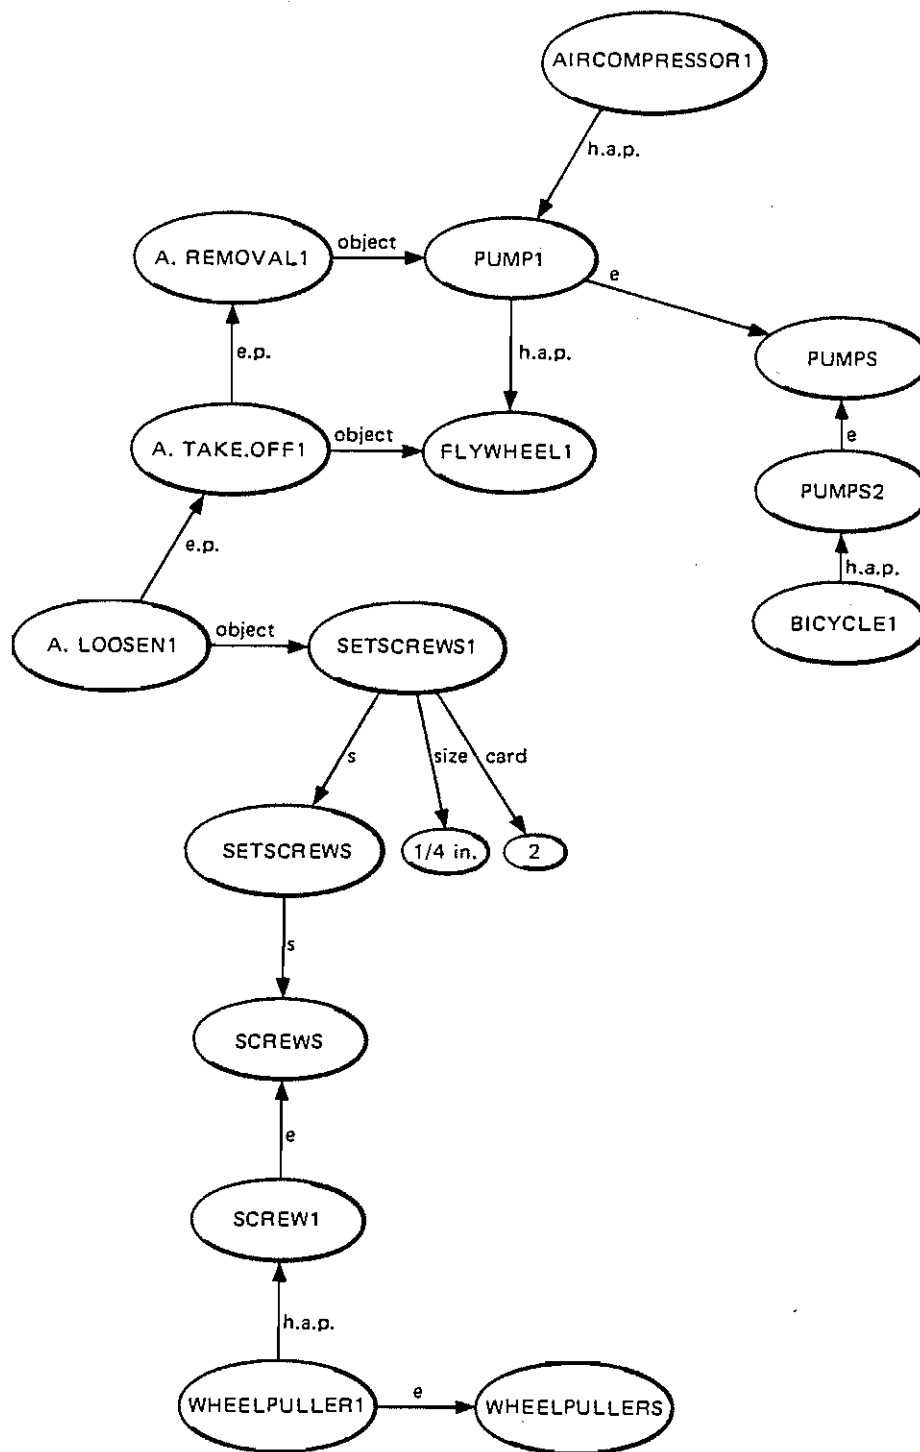 AIRCOMPRESSOR1
h.a.p.
A. REMOVAL1
object
PUMP1
e
e.p.
h.a.p.
PUMPS
A. TAKE.OFF1
object
FLYWHEEL1
e
PUMPS2
e.p.
h.a.p.
A. LOOSEN1
object
SETSCREWS1
BICYCLE1
s
size
card
SETSCREWS
1/4 in.
2
s
SCREWS
e
SCREW1
h.a.p.
WHEELPULLER1
e
WHEELPULLERS